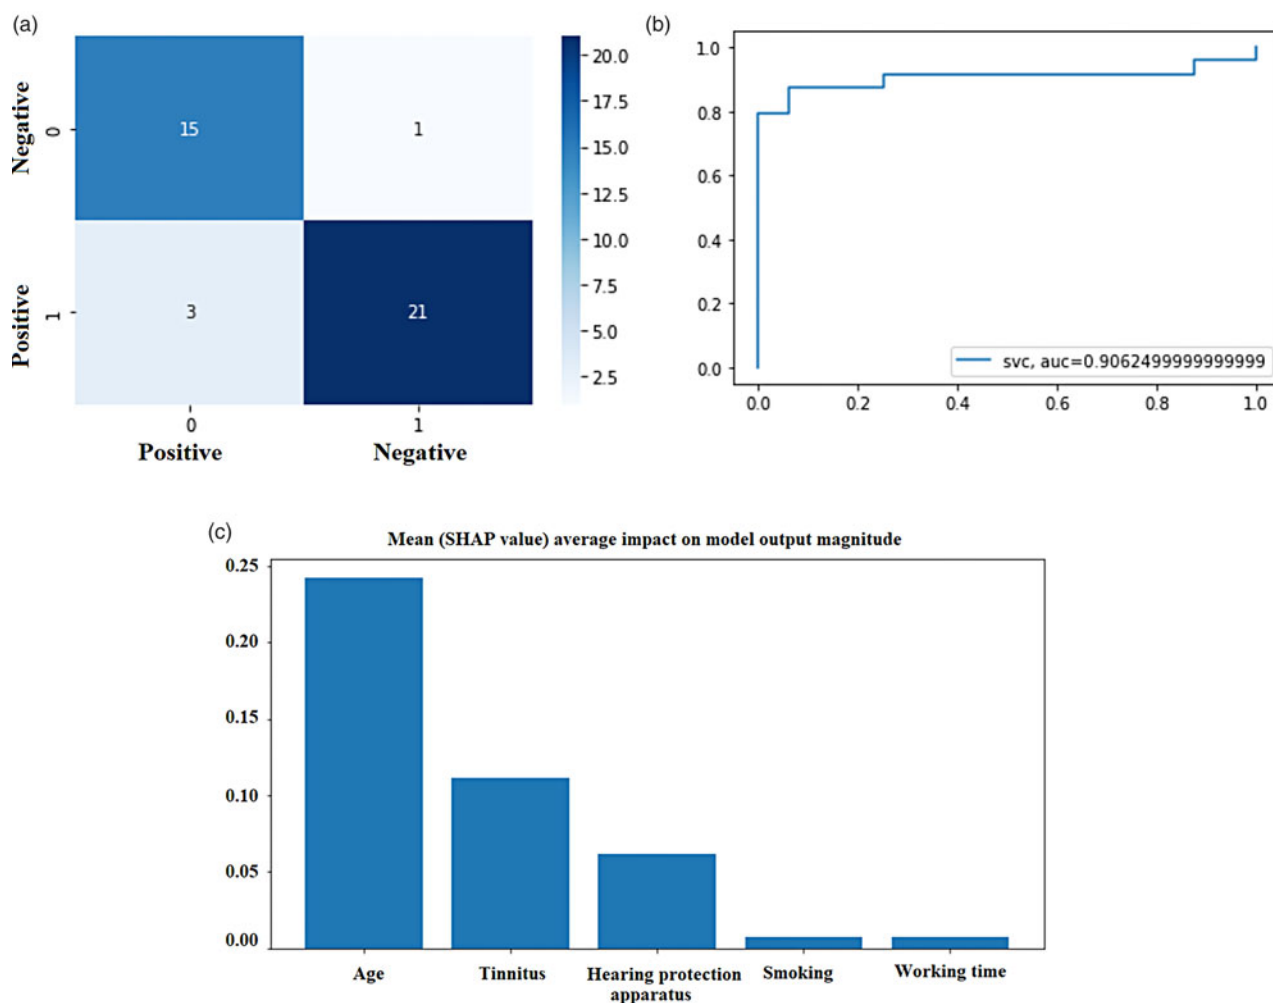 (a)
Negative
0
15
1
Positive
1
3
21
0
1
Positive
Negative
20.0
17.5
15.0
12.5
10.0
7.5
5.0
2.5
(b)
1.0
0.8
0.6
0.4
0.2
0.0
svc, auc=0.9062499999999999
0.0
0.2
0.4
0.6
0.8
1.0
(c)
Mean (SHAP value) average impact on model output magnitude
0.25
0.20
0.15
0.10
0.05
0.00
Age
Tinnitus
Hearing protection
apparatus
Smoking
Working time